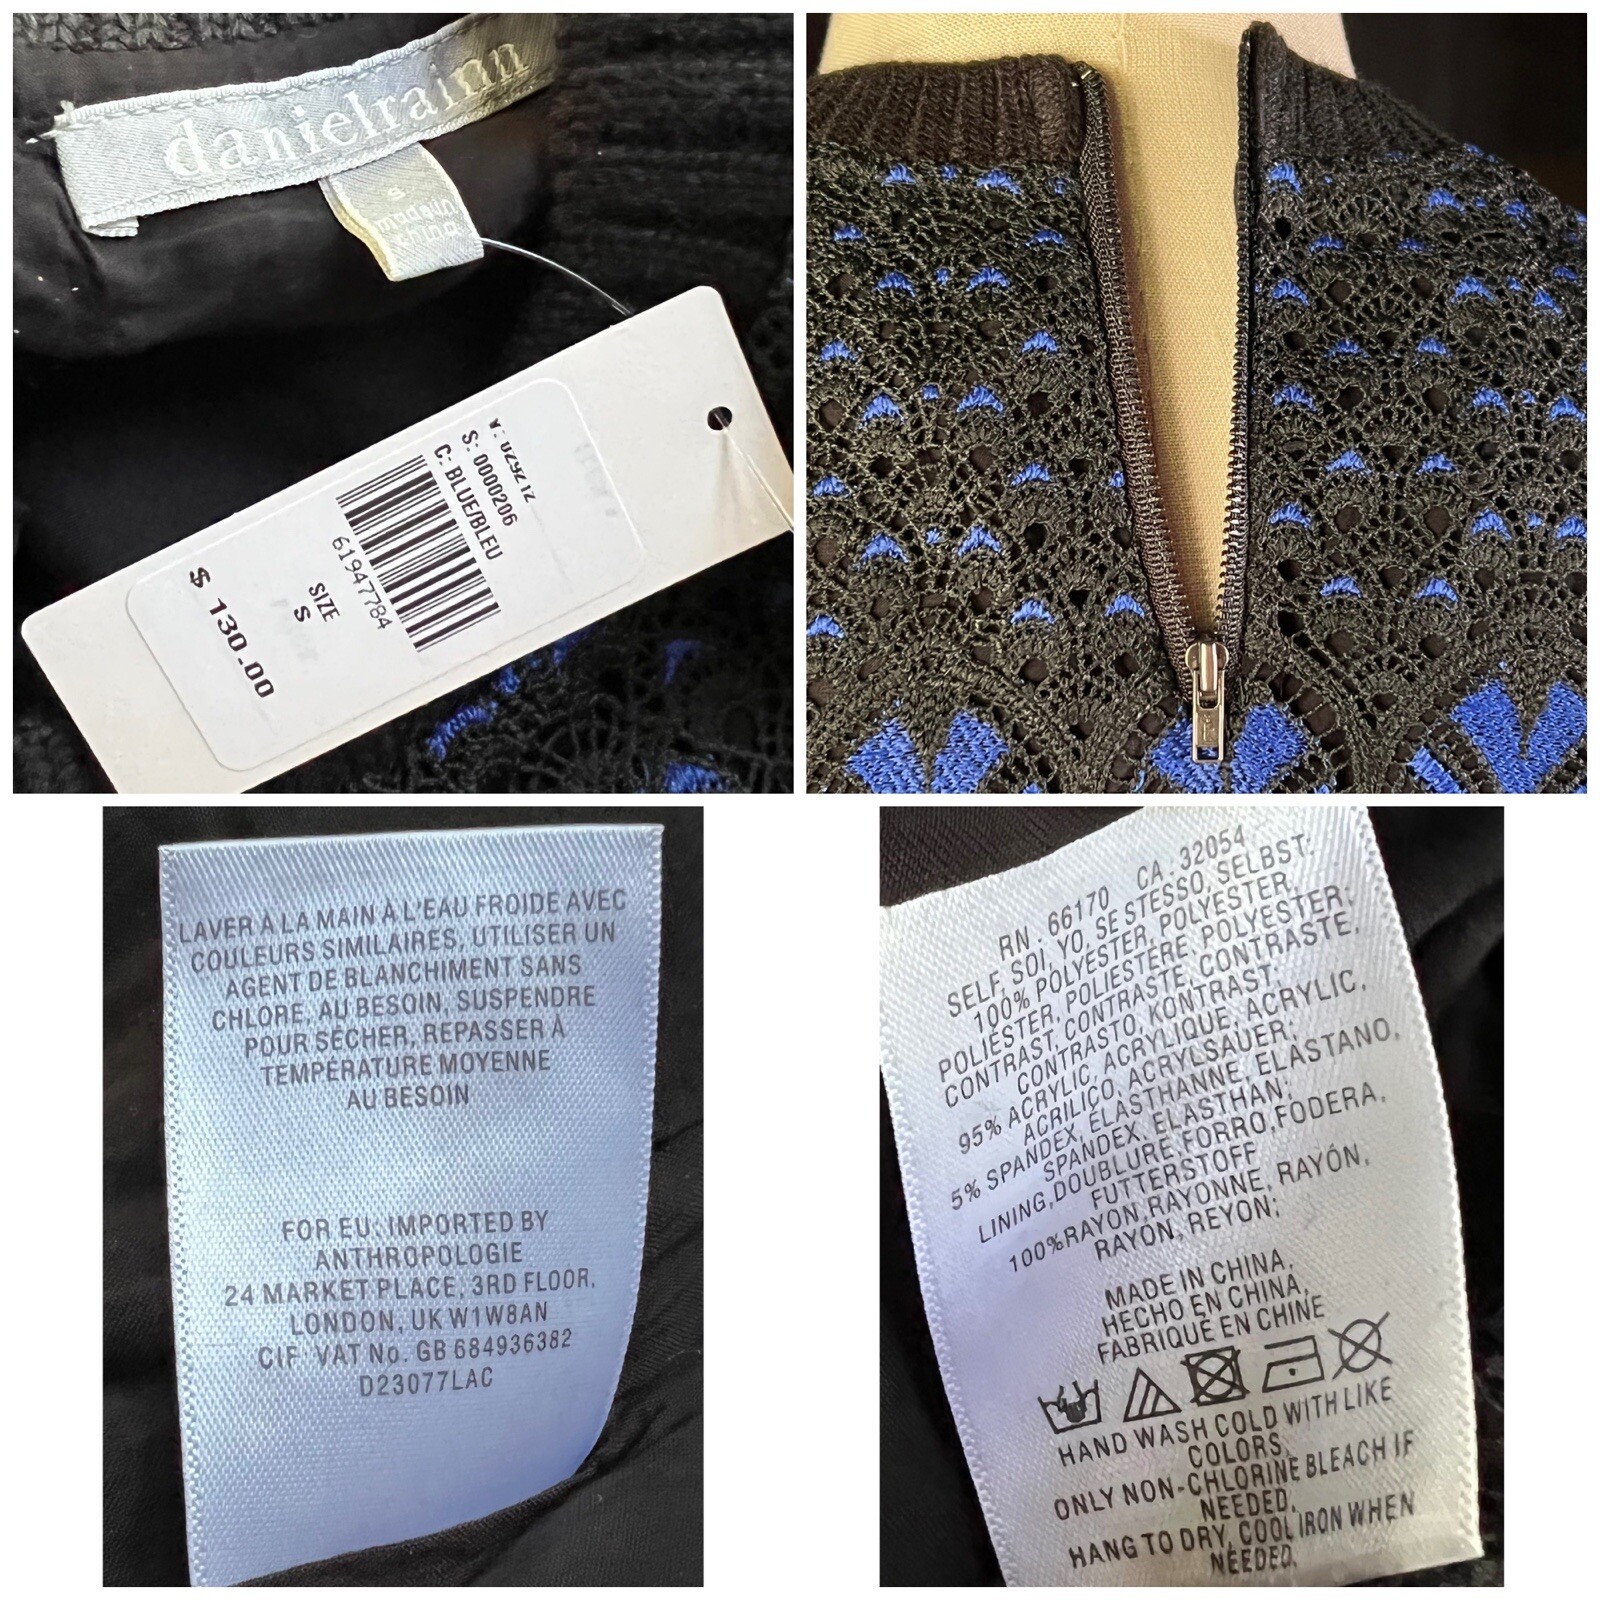 danielrainn
S
made in
china
S: 0000206
C: BLUE/BLEU
61947784
SIZE
S
$ 130.00
LAVER À LA MAIN À L'EAU FROIDE AVEC
COULEURS SIMILAIRES, UTILISER UN
AGENT DE BLANCHIMENT SANS
CHLORE, AU BESOIN, SUSPENDRE
POUR SÉCHER, REPASSER À
TEMPÉRATURE MOYENNE
AU BESOIN
FOR EU: IMPORTED BY
ANTHROPOLOGIE
24 MARKET PLACE, 3RD FLOOR,
LONDON, UK W1W8AN
CIF VAT No. GB 684936382
D23077LAC
RN . 66170 CA . 32054
SELF, SOI, YO, SE STESSO, SELBST:
100% POLYESTER, POLYESTER,
POLIÉSTER, POLIESTERE, POLYESTER;
CONTRAST, CONTRASTE, CONTRASTE,
CONTRASTO, KONTRAST:
95% ACRYLIC, ACRYLIQUE, ACRYLIC,
ACRILIÇO, ACRYLSAUER;
5% SPANDEX, ÉLASTHANNE, ELASTANO,
SPANDEX, ELASTHAN;
LINING,DOUBLURE,FORRO,FODERA,
FUTTERSTOFF
100%RAYON,RAYONNE, RAYÓN,
RAYON, REYON;
MADE IN CHINA,
HECHO EN CHINA,
FABRIQUE EN CHINE
HAND WASH COLD WITH LIKE
COLORS,
ONLY NON-CHLORINE BLEACH IF
NEEDED,
HANG TO DRY, COOL IRON WHEN
NEEDED.